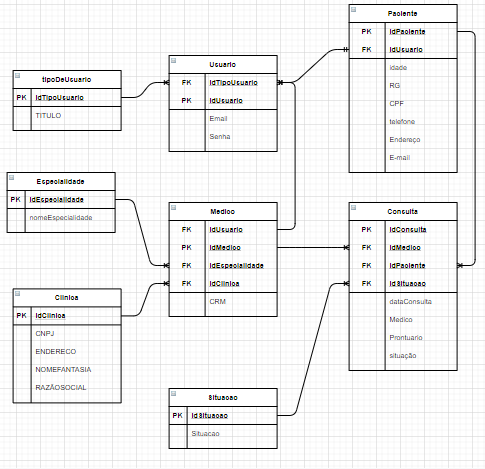 tipoDeUsuario
PK IdTipoUsuario
TITULO
Usuario
FK IdTipoUsuario
PK IdUsuario
Email
Senha
Paciente
PK IdPaciente
FK IdUsuario
idade
RG
CPF
telefone
Endereço
E-mail
Especialidade
PK IdEspecialidade
nomeEspecialidade
Medico
FK IdUsuario
PK IdMedico
FK IdEspecialidade
FK IdClinica
CRM
Consulta
PK IdConsulta
FK IdMedico
FK IdPaciente
FK IdSituacao
dataConsulta
Medico
Prontuario
situação
Clinica
PK IdClinica
CNPJ
ENDERECO
NOMEFANTASIA
RAZÃOSOCIAL
Situacao
PK IdSituacao
Situacao